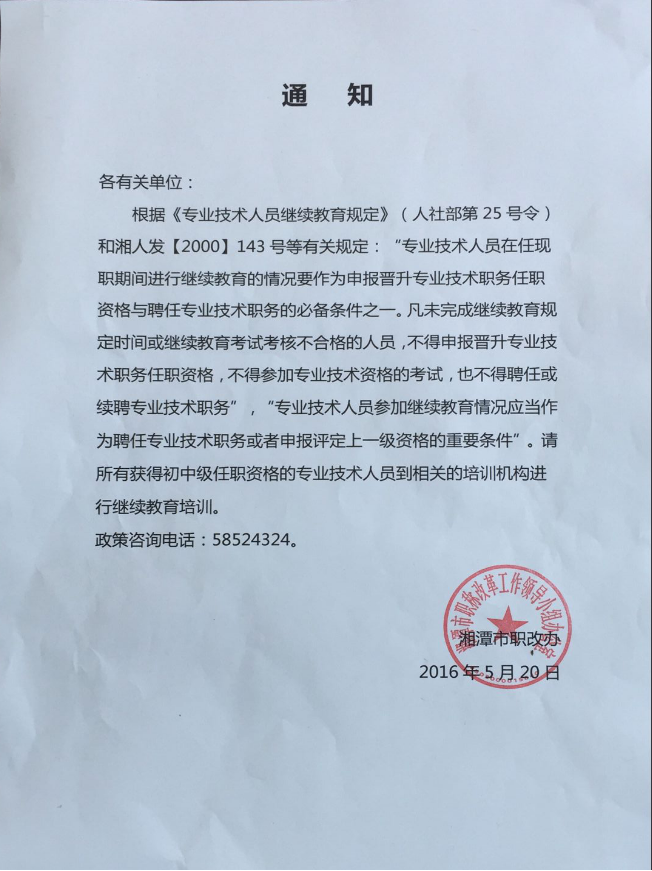 通 知
各有关单位：
根据《专业技术人员继续教育规定》（人社部第 25 号令）
和湘人发【2000】143 号等有关规定：“专业技术人员在任现
职期间进行继续教育的情况要作为申报晋升专业技术职务任职
资格与聘任专业技术职务的必备条件之一。凡未完成继续教育规
定时间或继续教育考试考核不合格的人员，不得申报晋升专业技
术职务任职资格，不得参加专业技术资格的考试，也不得聘任或
续聘专业技术职务”，“专业技术人员参加继续教育情况应当作
为聘任专业技术职务或者申报评定上一级资格的重要条件”。请
所有获得初中级任职资格的专业技术人员到相关的培训机构进
行继续教育培训。
政策咨询电话：58524324。
湘潭市职称改革工作领导小组办公室
湘潭市职改办
2016 年 5 月 20 日